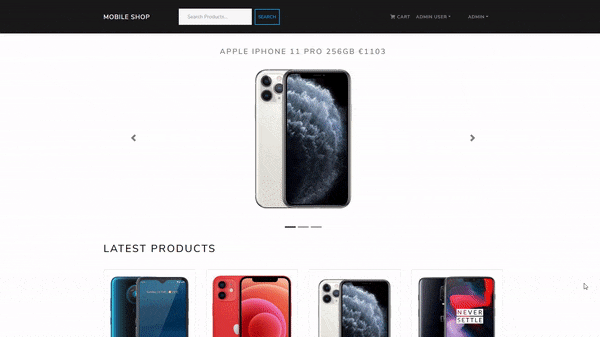 MOBILE SHOP
Search Products...
SEARCH
CART
ADMIN USER
ADMIN
APPLE IPHONE 11 PRO 256GB €1103
LATEST PRODUCTS
NEVER
SETTLE